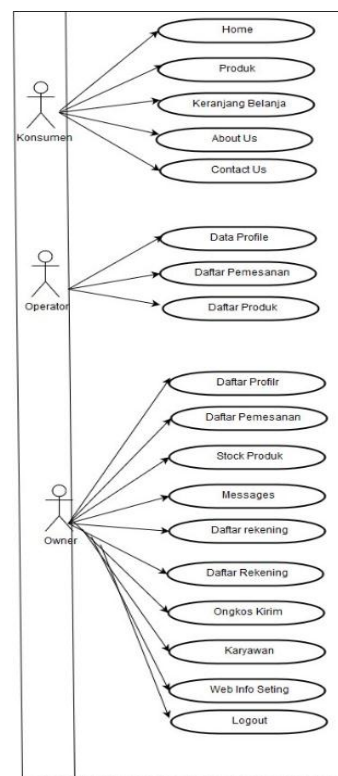 Home
Produk
Keranjang Belanja
Konsumen
About Us
Contact Us
Data Profile
Daftar Pemesanan
Operator
Daftar Produk
Daftar Profilr
Daftar Pemesanan
Stock Produk
Messages
Daftar rekening
Owner
Daftar Rekening
Ongkos Kirim
Karyawan
Web Info Seting
Logout